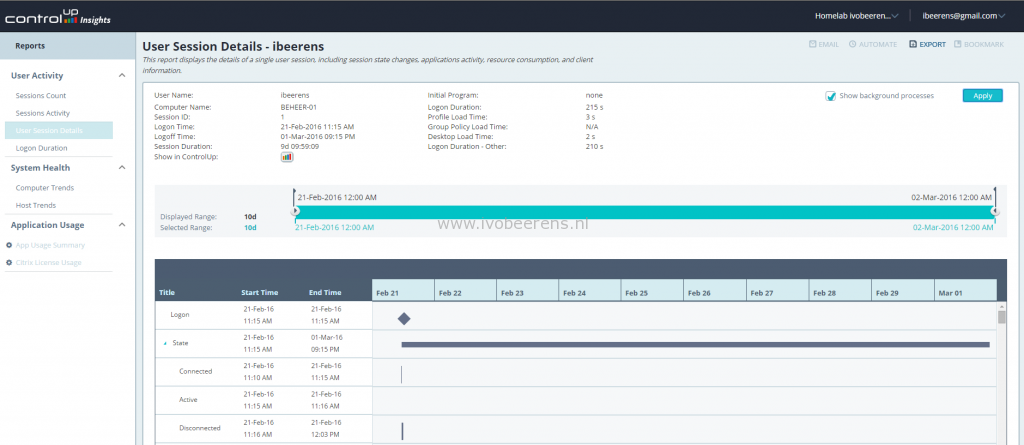 controlup Insights
Homelab ivobeeren...
ibeerens@gmail.com
Reports
User Activity
Sessions Count
Sessions Activity
User Session Details
Logon Duration
System Health
Computer Trends
Host Trends
Application Usage
App Usage Summary
Citrix License Usage
User Session Details - ibeerens
EMAIL AUTOMATE EXPORT BOOKMARK
This report displays the details of a single user session, including session state changes, applications activity, resource consumption, and client
information.
User Name: ibeerens Initial Program: none
Show background processes Apply
Computer Name: BEHEER-01 Logon Duration: 215 s
Session ID: 1 Profile Load Time: 3 s
Logon Time: 21-Feb-2016 11:15 AM Group Policy Load Time: N/A
Logoff Time: 01-Mar-2016 09:15 PM Desktop Load Time: 2 s
Session Duration: 9d 09:59:09 Logon Duration - Other: 210 s
Show in ControlUp:
21-Feb-2016 12:00 AM 02-Mar-2016 12:00 AM
Displayed Range: 10d
Selected Range: 10d 21-Feb-2016 12:00 AM 02-Mar-2016 12:00 AM
www.ivobeerens.nl
Title Start Time End Time Feb 21 Feb 22 Feb 23 Feb 24 Feb 25 Feb 26 Feb 27 Feb 28 Feb 29 Mar 01
Logon 21-Feb-16 11:15 AM 21-Feb-16 11:15 AM
State 21-Feb-16 11:15 AM 01-Mar-16 09:15 PM
Connected 21-Feb-16 11:10 AM 21-Feb-16 11:15 AM
Active 21-Feb-16 11:15 AM 21-Feb-16 11:16 AM
Disconnected 21-Feb-16 11:16 AM 21-Feb-16 12:03 PM